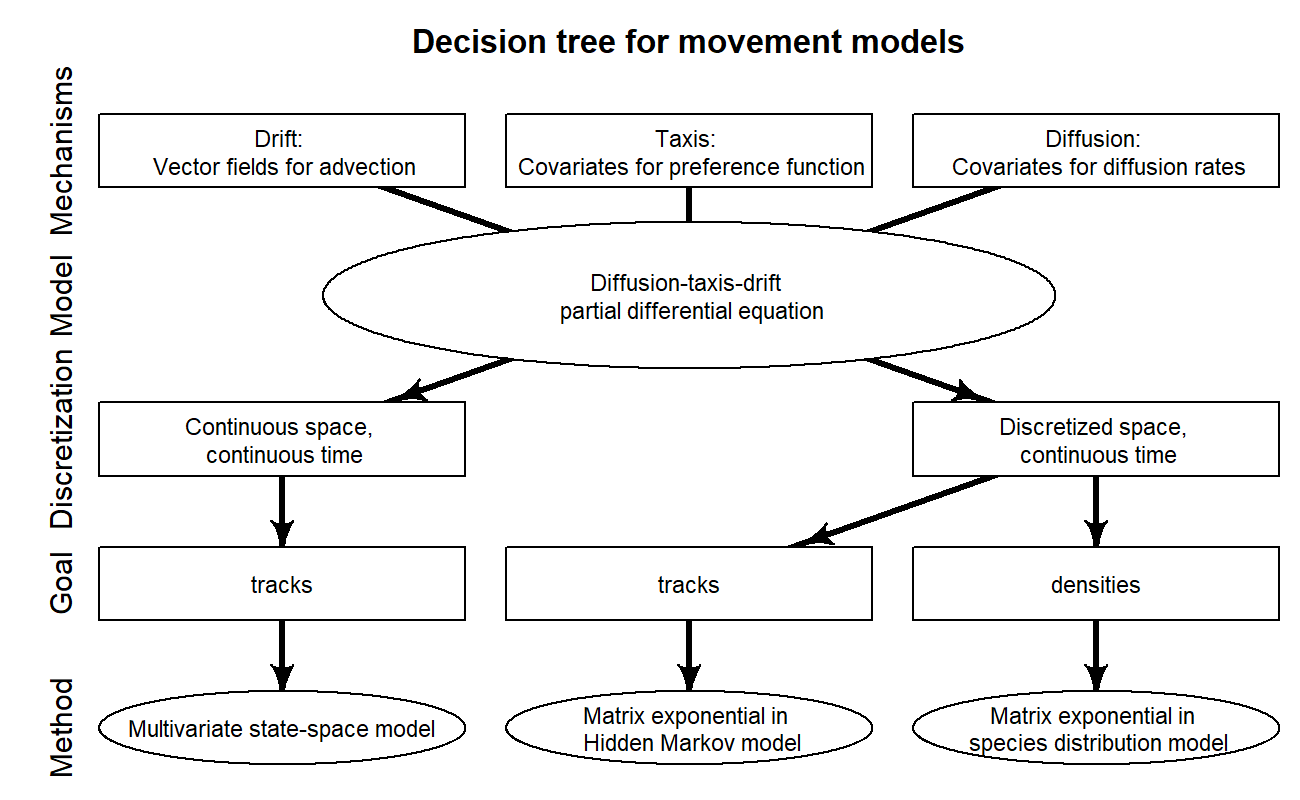 Decision tree for movement models
Mechanisms
Drift:
Vector fields for advection
Taxis:
Covariates for preference function
Diffusion:
Covariates for diffusion rates
Model
Diffusion-taxis-drift
partial differential equation
Discretization
Continuous space,
continuous time
Discretized space,
continuous time
Goal
tracks
tracks
densities
Method
Multivariate state-space model
Matrix exponential in
Hidden Markov model
Matrix exponential in
species distribution model